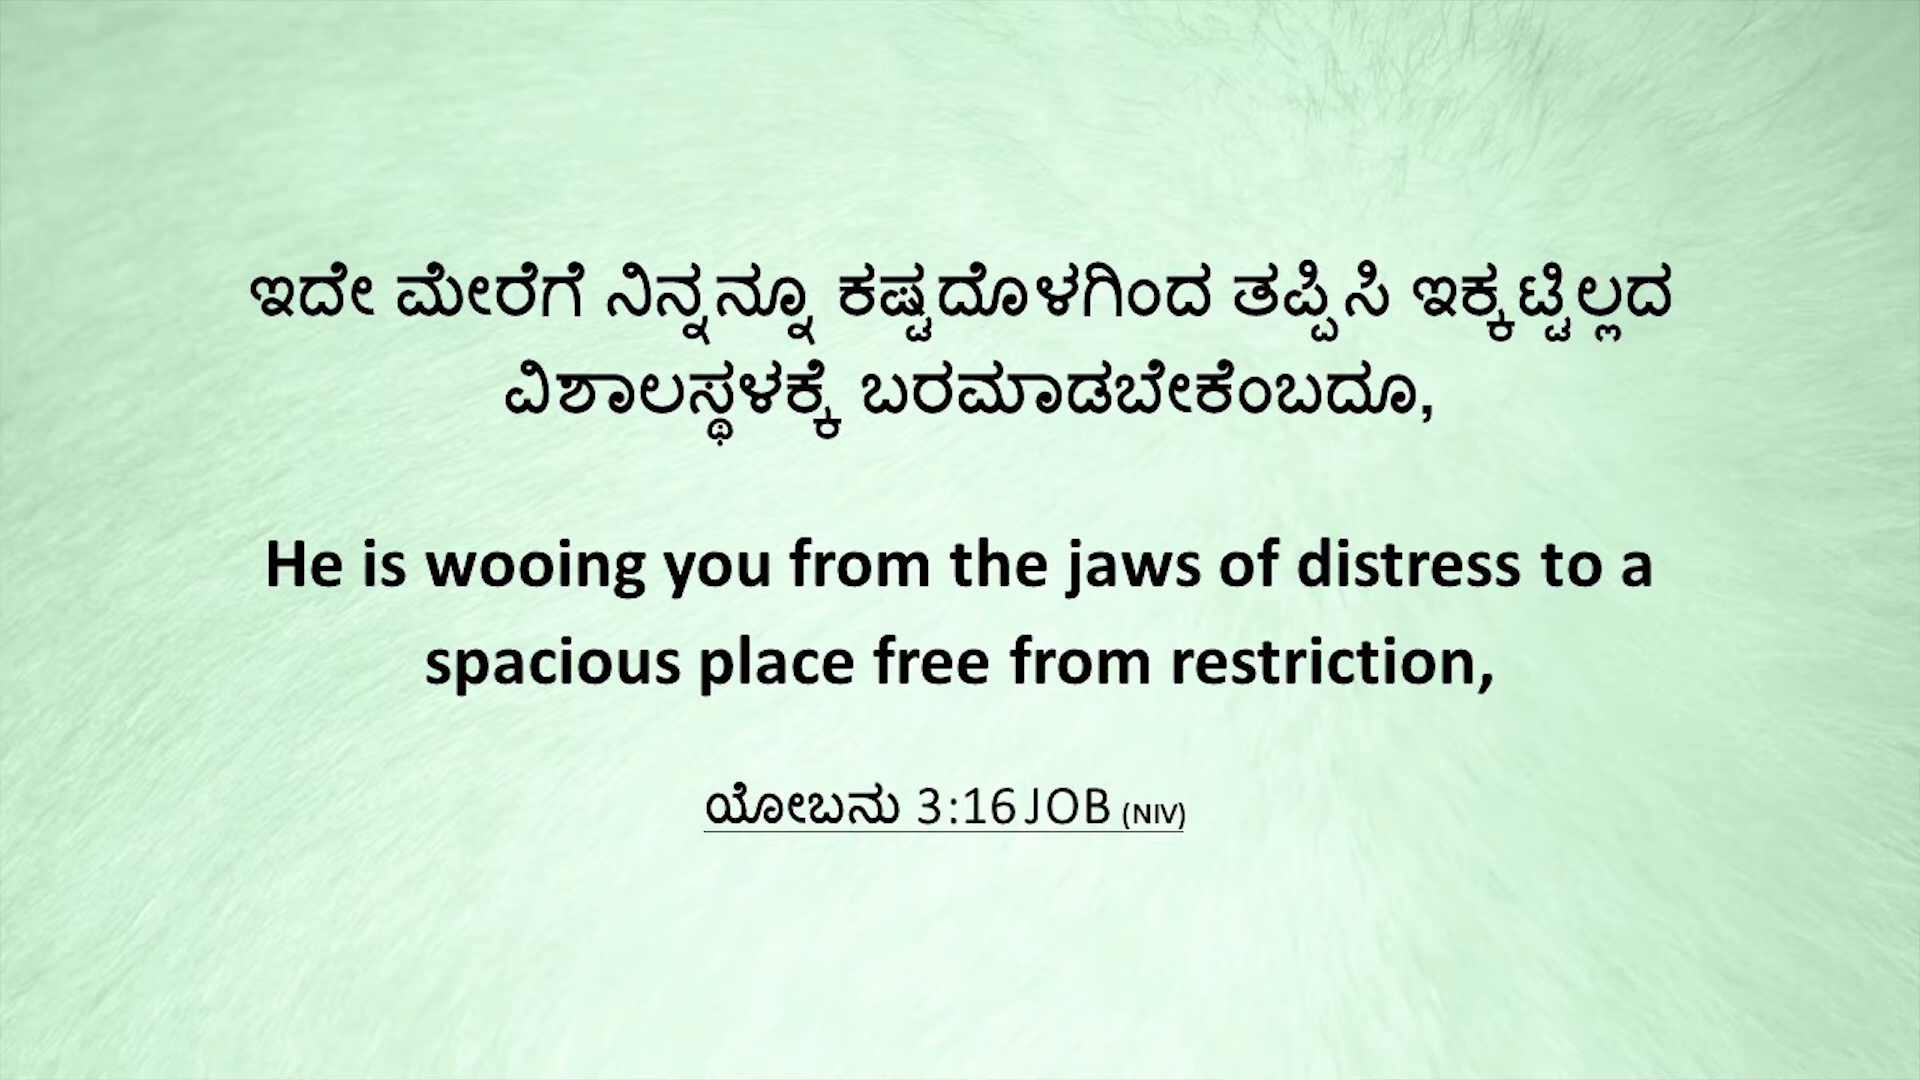 ಇದೇ ಮೇರೆಗೆ ನಿನ್ನನ್ನೂ ಕಷ್ಟದೊಳಗಿಂದ ತಪ್ಪಿಸಿ ಇಕ್ಕಟ್ಟಿಲ್ಲದ
ವಿಶಾಲಸ್ಥಳಕ್ಕೆ ಬರಮಾಡಬೇಕೆಂಬದೂ,
He is wooing you from the jaws of distress to a
spacious place free from restriction,
ಯೋಬನು 3:16 JOB (NIV)